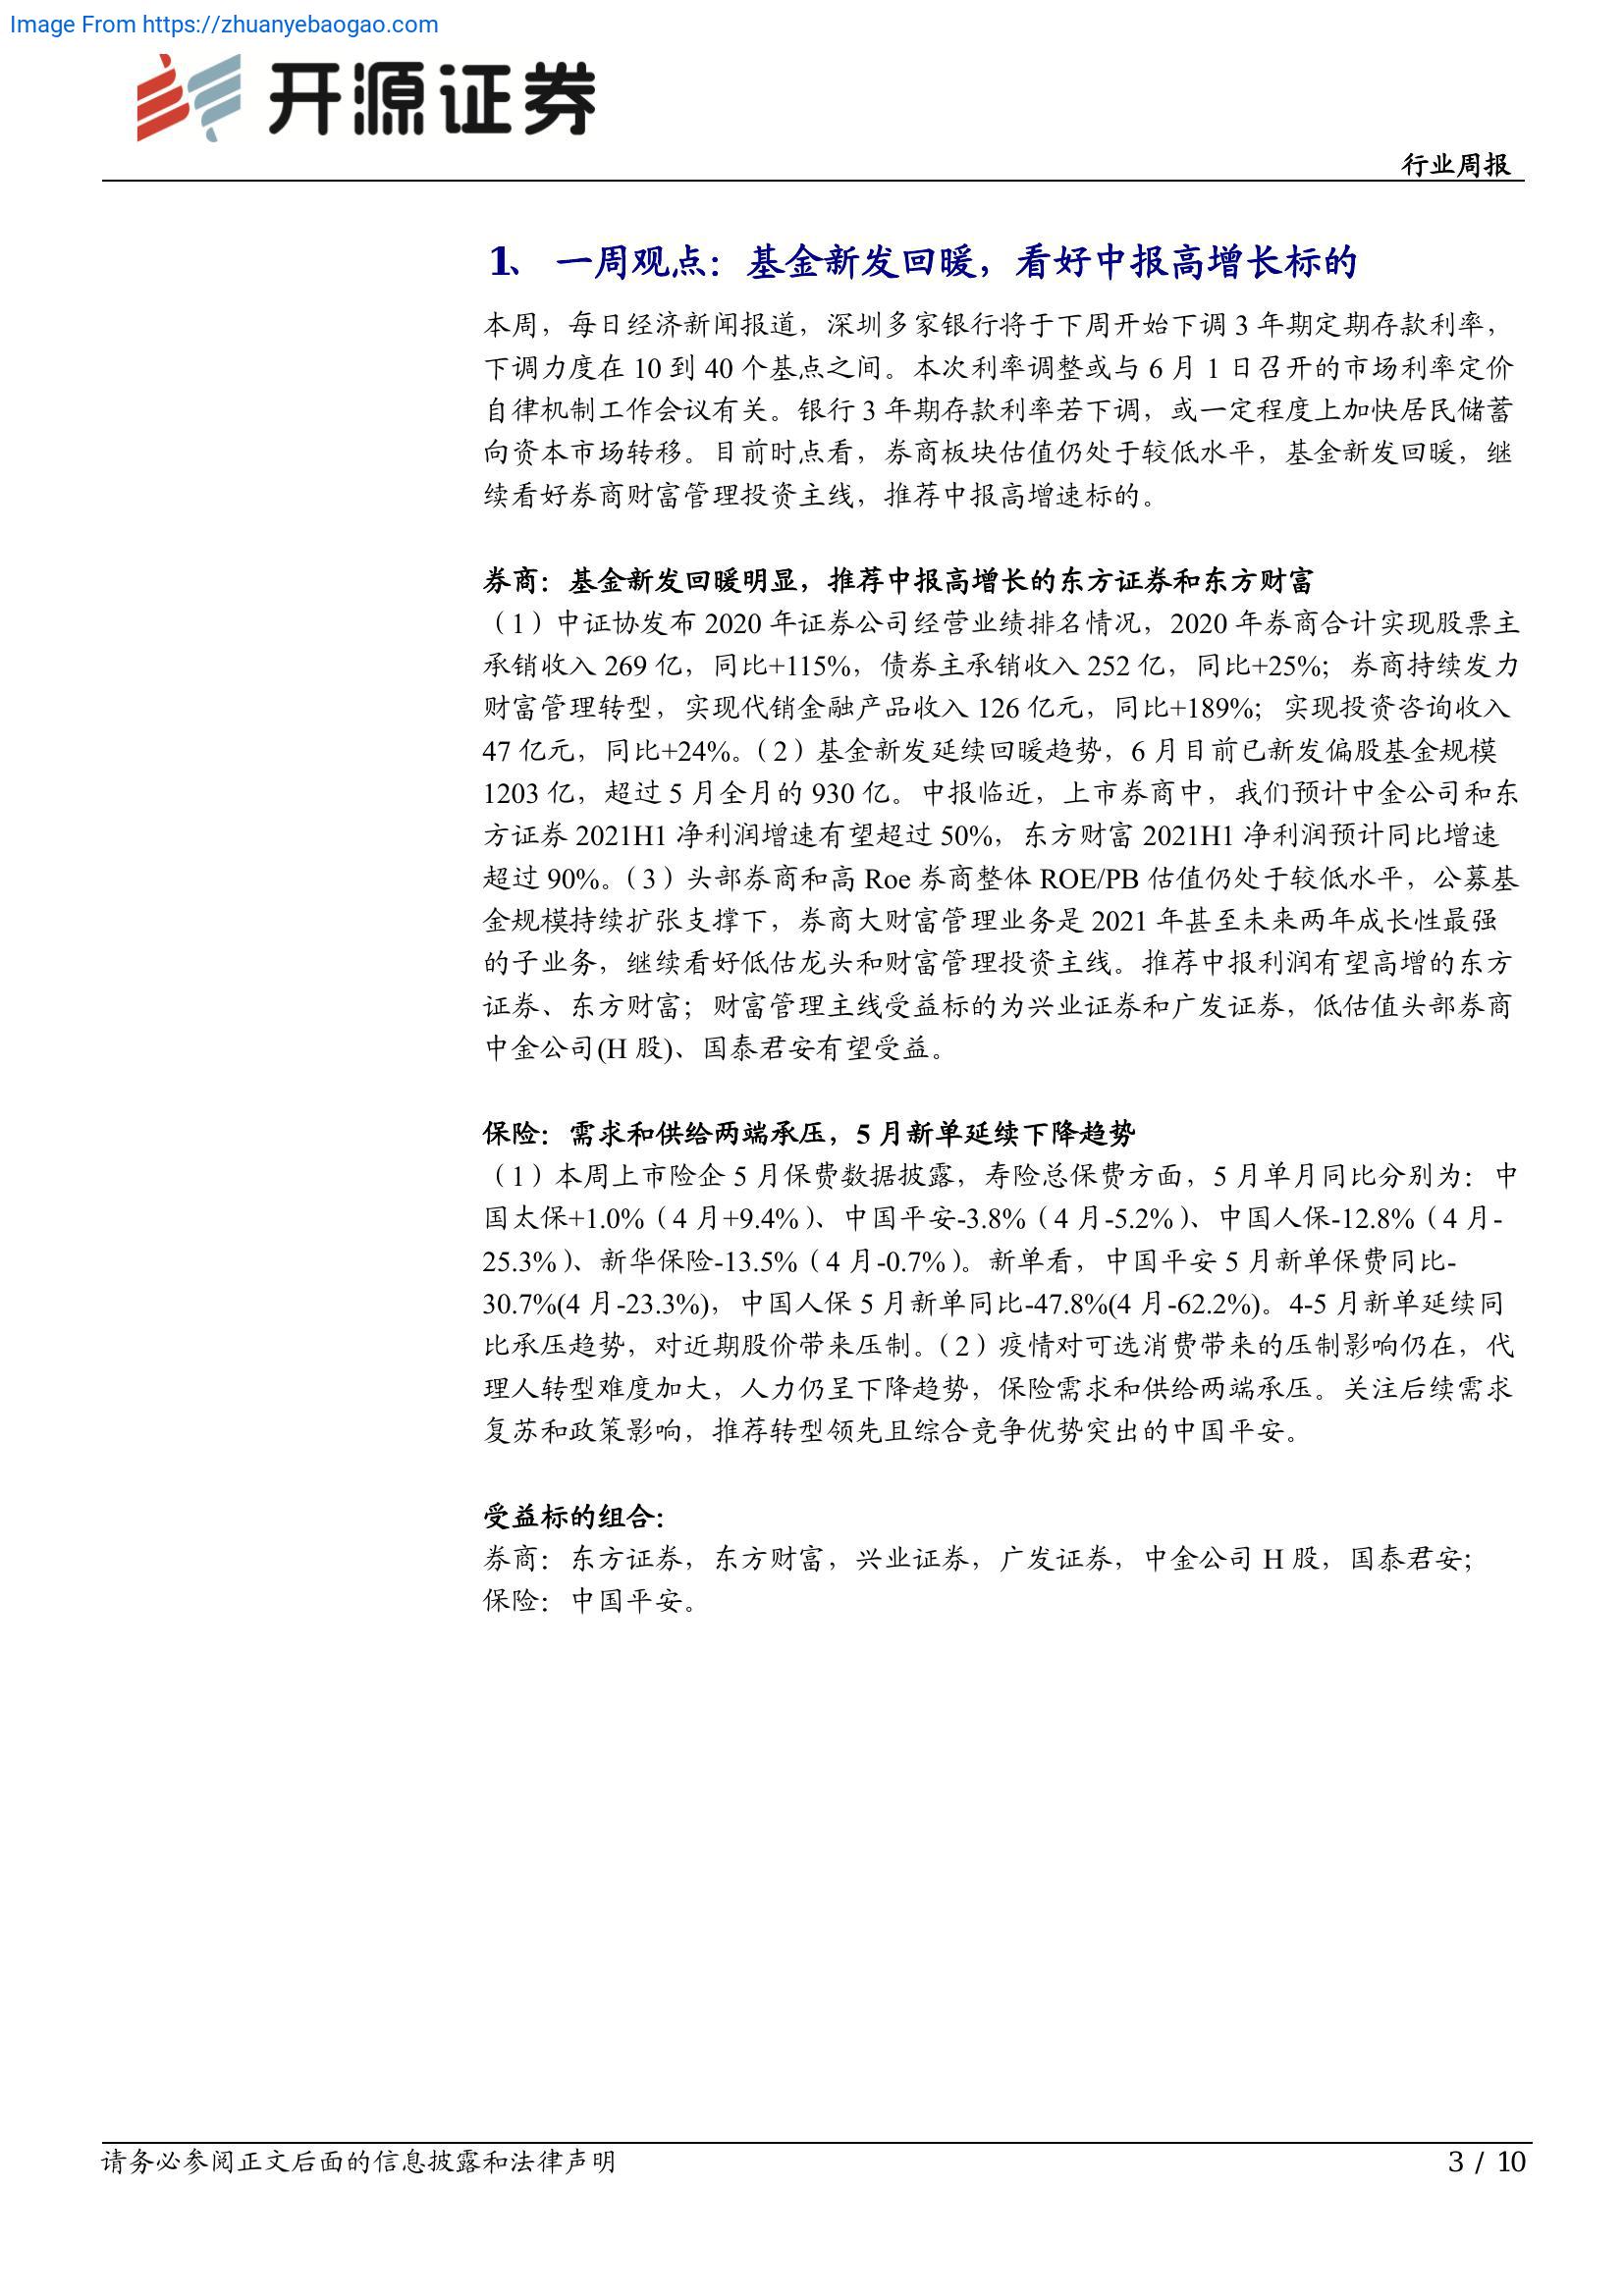 Image From https://zhuanyebaogao.com
开源证券
行业周报
1、 一周观点：基金新发回暖，看好中报高增长标的
本周，每日经济新闻报道，深圳多家银行将于下周开始下调 3 年期定期存款利率，
下调力度在 10 到 40 个基点之间。本次利率调整或与 6 月 1 日召开的市场利率定价
自律机制工作会议有关。银行 3 年期存款利率若下调，或一定程度上加快居民储蓄
向资本市场转移。目前时点看，券商板块估值仍处于较低水平，基金新发回暖，继
续看好券商财富管理投资主线，推荐中报高增速标的。
券商：基金新发回暖明显，推荐中报高增长的东方证券和东方财富
（1）中证协发布 2020 年证券公司经营业绩排名情况，2020 年券商合计实现股票主
承销收入 269 亿，同比+115%，债券主承销收入 252 亿，同比+25%；券商持续发力
财富管理转型，实现代销金融产品收入 126 亿元，同比+189%；实现投资咨询收入
47 亿元，同比+24%。（2）基金新发延续回暖趋势，6 月目前已新发偏股基金规模
1203 亿，超过 5 月全月的 930 亿。中报临近，上市券商中，我们预计中金公司和东
方证券 2021H1 净利润增速有望超过 50%，东方财富 2021H1 净利润预计同比增速
超过 90%。（3）头部券商和高 Roe 券商整体 ROE/PB 估值仍处于较低水平，公募基
金规模持续扩张支撑下，券商大财富管理业务是 2021 年甚至未来两年成长性最强
的子业务，继续看好低估龙头和财富管理投资主线。推荐中报利润有望高增的东方
证券、东方财富；财富管理主线受益标的为兴业证券和广发证券，低估值头部券商
中金公司(H 股)、国泰君安有望受益。
保险：需求和供给两端承压，5 月新单延续下降趋势
（1）本周上市险企 5 月保费数据披露，寿险总保费方面，5 月单月同比分别为：中
国太保+1.0%（4 月+9.4%）、中国平安-3.8%（4 月-5.2%）、中国人保-12.8%（4 月-
25.3%）、新华保险-13.5%（4 月-0.7%）。新单看，中国平安 5 月新单保费同比-
30.7%(4 月-23.3%)，中国人保 5 月新单同比-47.8%(4 月-62.2%)。4-5 月新单延续同
比承压趋势，对近期股价带来压制。（2）疫情对可选消费带来的压制影响仍在，代
理人转型难度加大，人力仍呈下降趋势，保险需求和供给两端承压。关注后续需求
复苏和政策影响，推荐转型领先且综合竞争优势突出的中国平安。
受益标的组合：
券商：东方证券，东方财富，兴业证券，广发证券，中金公司 H 股，国泰君安；
保险：中国平安。
请务必参阅正文后面的信息披露和法律声明
3 / 10